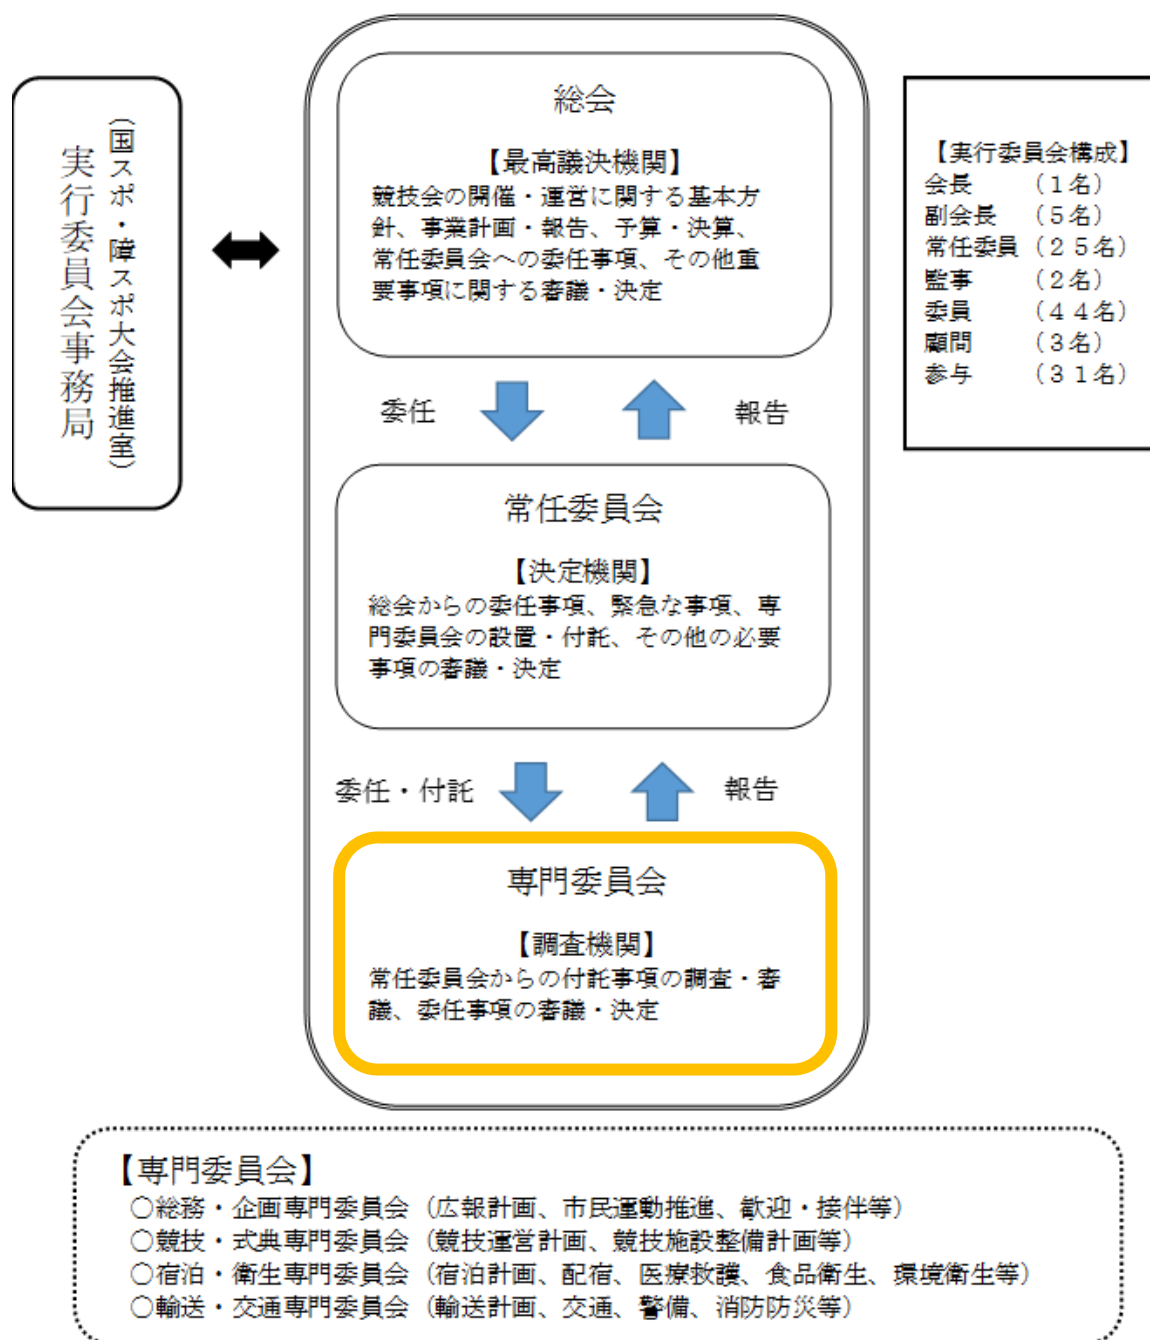 実行委員会事務局
（国スポ・障スポ大会推進室）
総会
【最高議決機関】
競技会の開催・運営に関する基本方
針、事業計画・報告、予算・決算、
常任委員会への委任事項、その他重
要事項に関する審議・決定
【実行委員会構成】
会長　　（１名）
副会長　（５名）
常任委員（２５名）
監事　　（２名）
委員　　（４４名）
顧問　　（３名）
参与　　（３１名）
委任
報告
常任委員会
【決定機関】
総会からの委任事項、緊急な事項、専
門委員会の設置・付託、その他の必要
事項の審議・決定
委任・付託
報告
専門委員会
【調査機関】
常任委員会からの付託事項の調査・審
議、委任事項の審議・決定
【専門委員会】
○総務・企画専門委員会（広報計画、市民運動推進、歓迎・接伴等）
○競技・式典専門委員会（競技運営計画、競技施設整備計画等）
○宿泊・衛生専門委員会（宿泊計画、配宿、医療救護、食品衛生、環境衛生等）
○輸送・交通専門委員会（輸送計画、交通、警備、消防防災等）